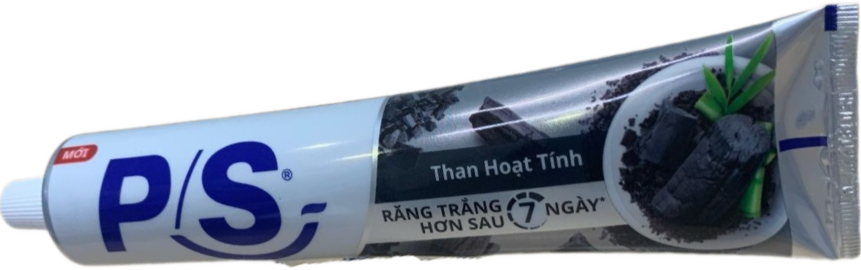 MỚI
P/S®
Than Hoạt Tính
RĂNG TRẮNG
HƠN SAU 7 NGÀY*